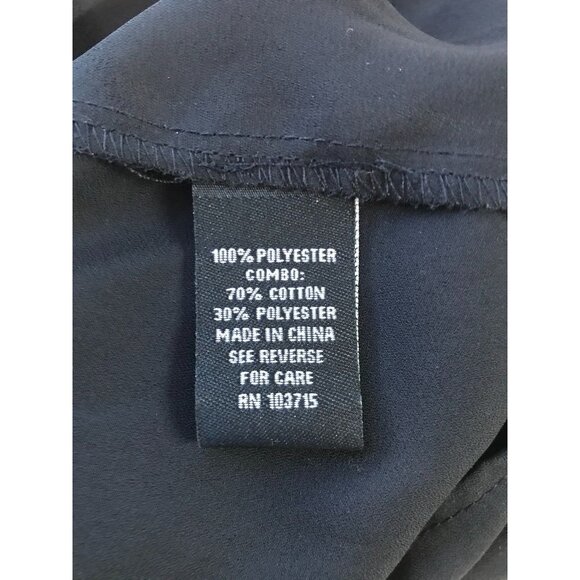 100% POLYESTER
COMBO:
70% COTTON
30% POLYESTER
MADE IN CHINA
SEE REVERSE
FOR CARE
RN 103715